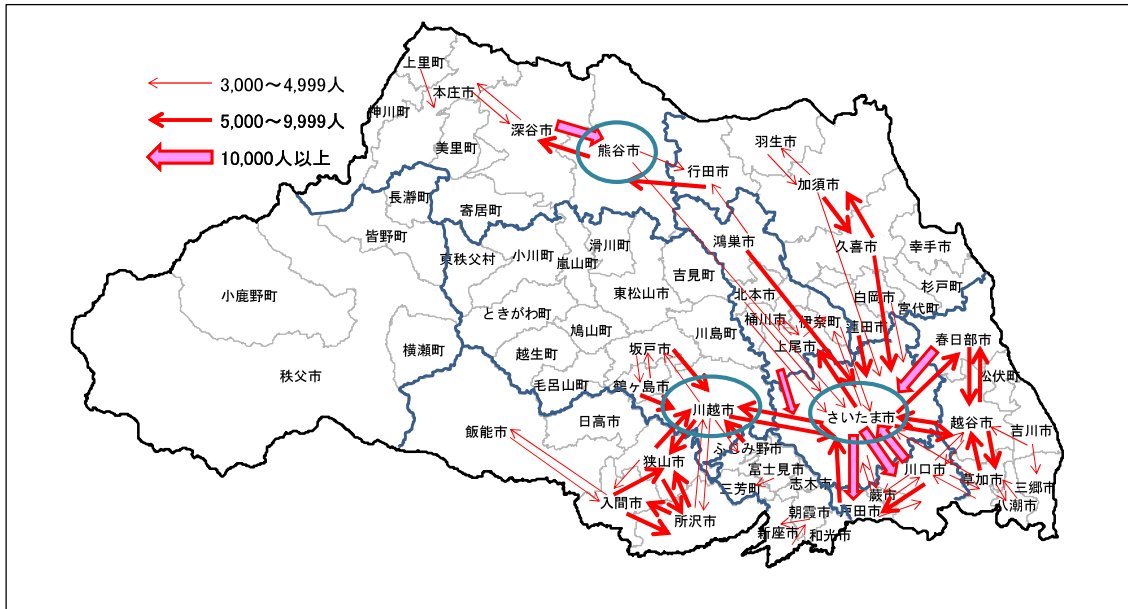 3,000～4,999人
5,000～9,999人
10,000人以上
上里町
本庄市
神川町
深谷市
美里町
熊谷市
行田市
羽生市
加須市
長瀞町
寄居町
皆野町
東秩父村
小川町
滑川町
嵐山町
吉見町
鴻巣市
久喜市
幸手市
小鹿野町
東松山市
北本市
白岡市
杉戸町
宮代町
ときがわ町
鳩山町
川島町
桶川市
伊奈町
蓮田市
上尾市
春日部市
横瀬町
越生町
坂戸市
秩父市
毛呂山町
鶴ヶ島市
松伏町
川越市
さいたま市
日高市
越谷市
吉川市
飯能市
ふじみ野市
狭山市
富士見市
三芳町
志木市
川口市
草加市
三郷市
入間市
蕨市
八潮市
所沢市
朝霞市
戸田市
新座市
和光市